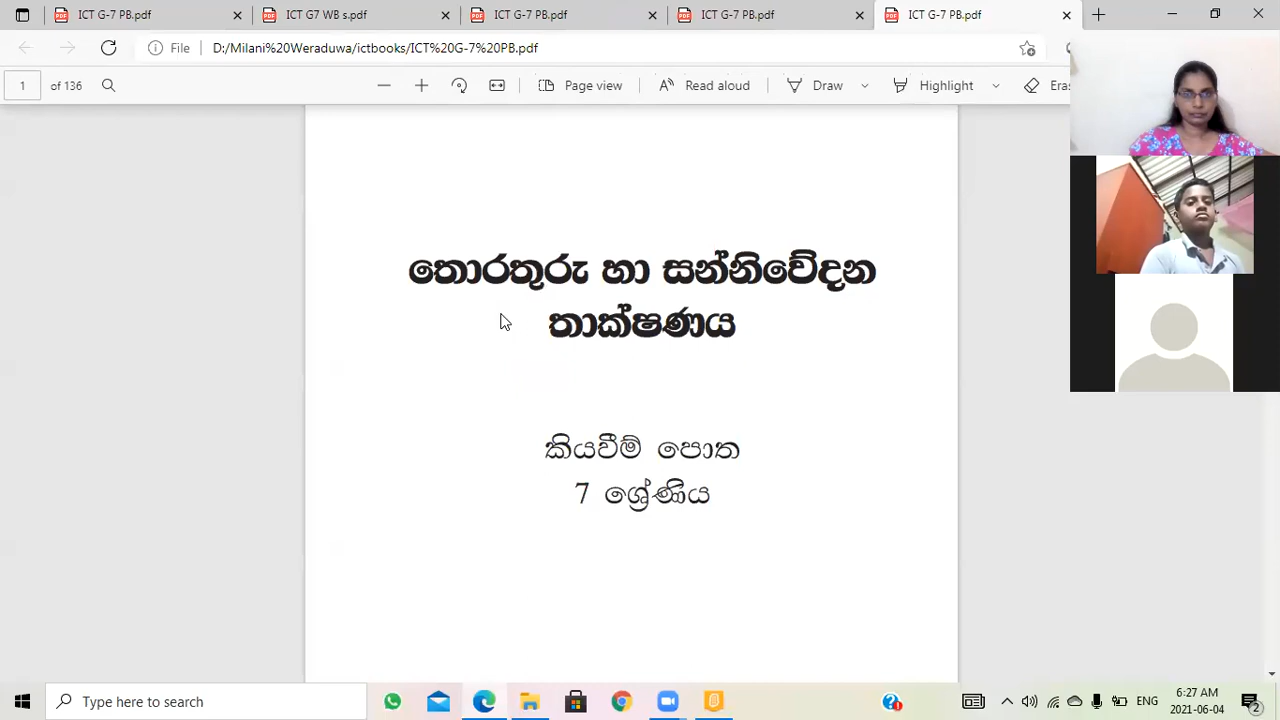 ICT G-7 PB.pdf
ICT G7 WB s.pdf
ICT G-7 PB.pdf
ICT G-7 PB.pdf
ICT G-7 PB.pdf
File
D:/Milani%20Weraduwa/ictbooks/ICT%20G-7%20PB.pdf
1 of 136
Page view
Read aloud
Draw
Highlight
Eras
තොරතුරු හා සන්නිවේදන
තාක්ෂණය
කියවීම් පොත
7 ශ්‍රේණිය
Type here to search
ENG
6:27 AM
2021-06-04
2